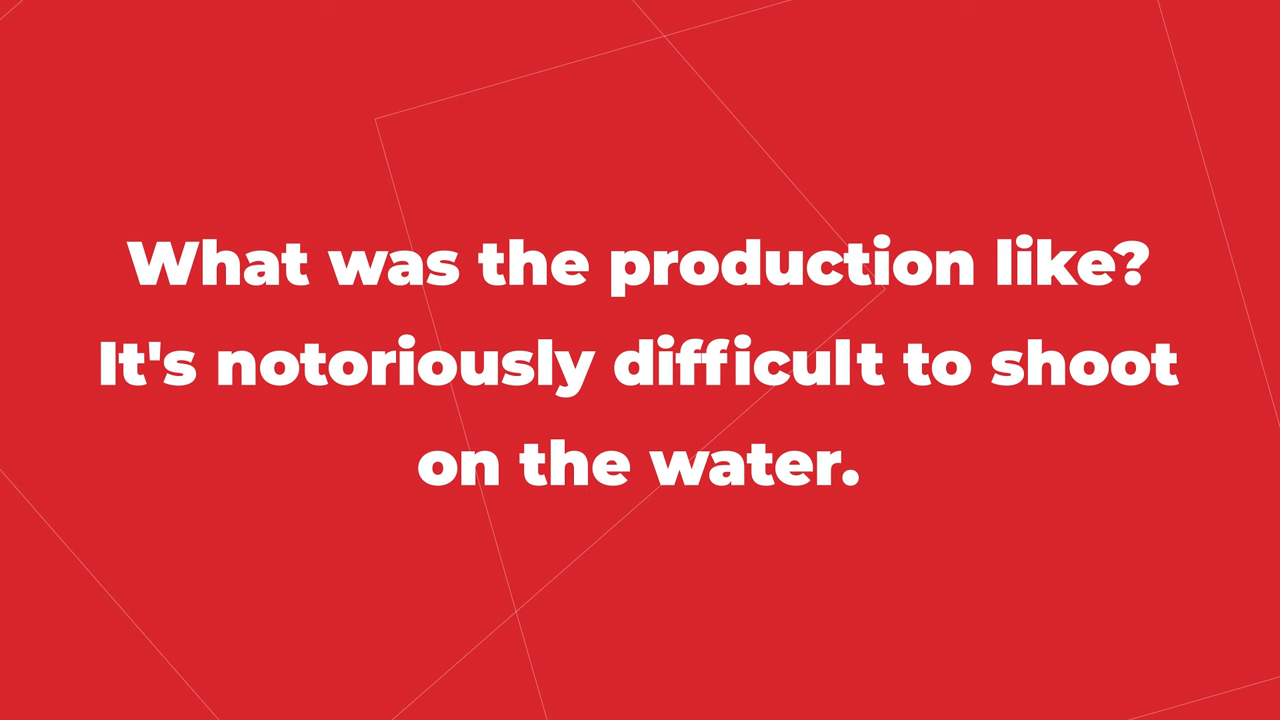 What was the production like?
It's notoriously difficult to shoot
on the water.